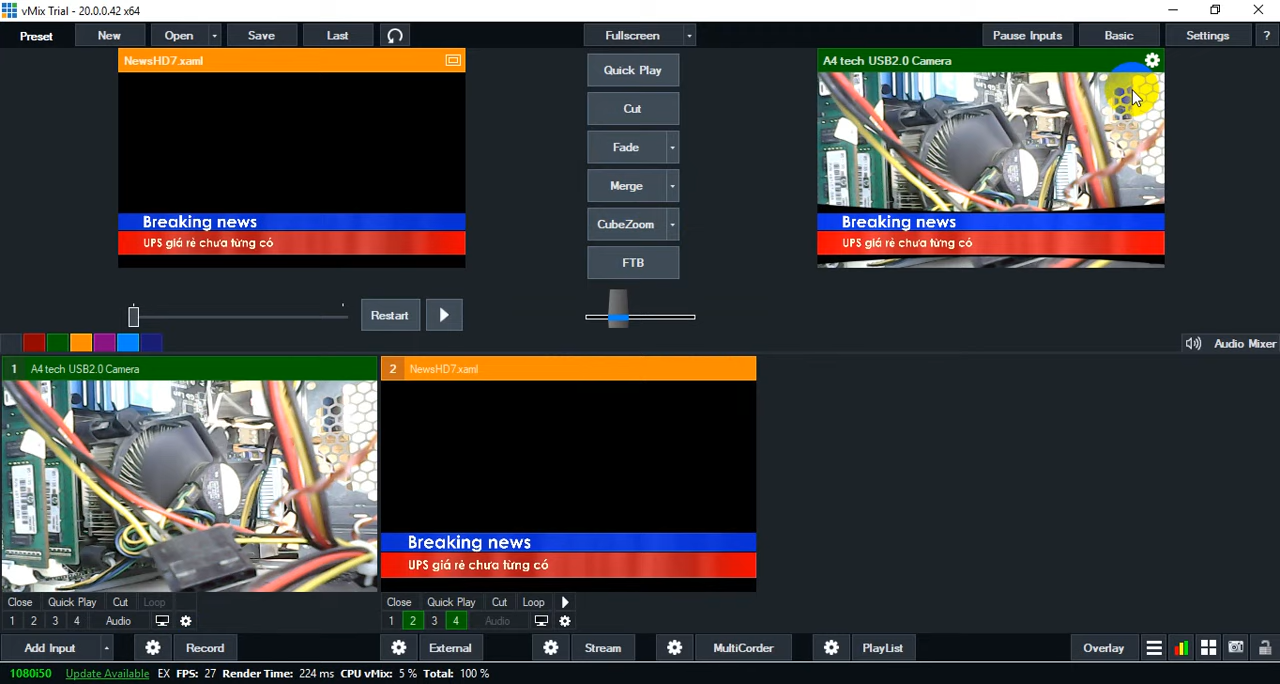 vMix Trial - 20.0.0.42 x64
Preset New Open Save Last Fullscreen Pause Inputs Basic Settings ?
NewsHD7.xaml
Breaking news
UPS giá rẻ chưa từng có
Restart
Quick Play
Cut
Fade
Merge
CubeZoom
FTB
A4 tech USB2.0 Camera
Breaking news
UPS giá rẻ chưa từng có
Audio Mixer
1 A4 tech USB2.0 Camera
Close Quick Play Cut Loop
1 2 3 4 Audio
2 NewsHD7.xaml
Breaking news
UPS giá rẻ chưa từng có
Close Quick Play Cut Loop
1 2 3 4 Audio
Add Input Record External Stream MultiCorder PlayList Overlay
1080i50 Update Available EX FPS: 27 Render Time: 224 ms CPU vMix: 5 % Total: 100 %